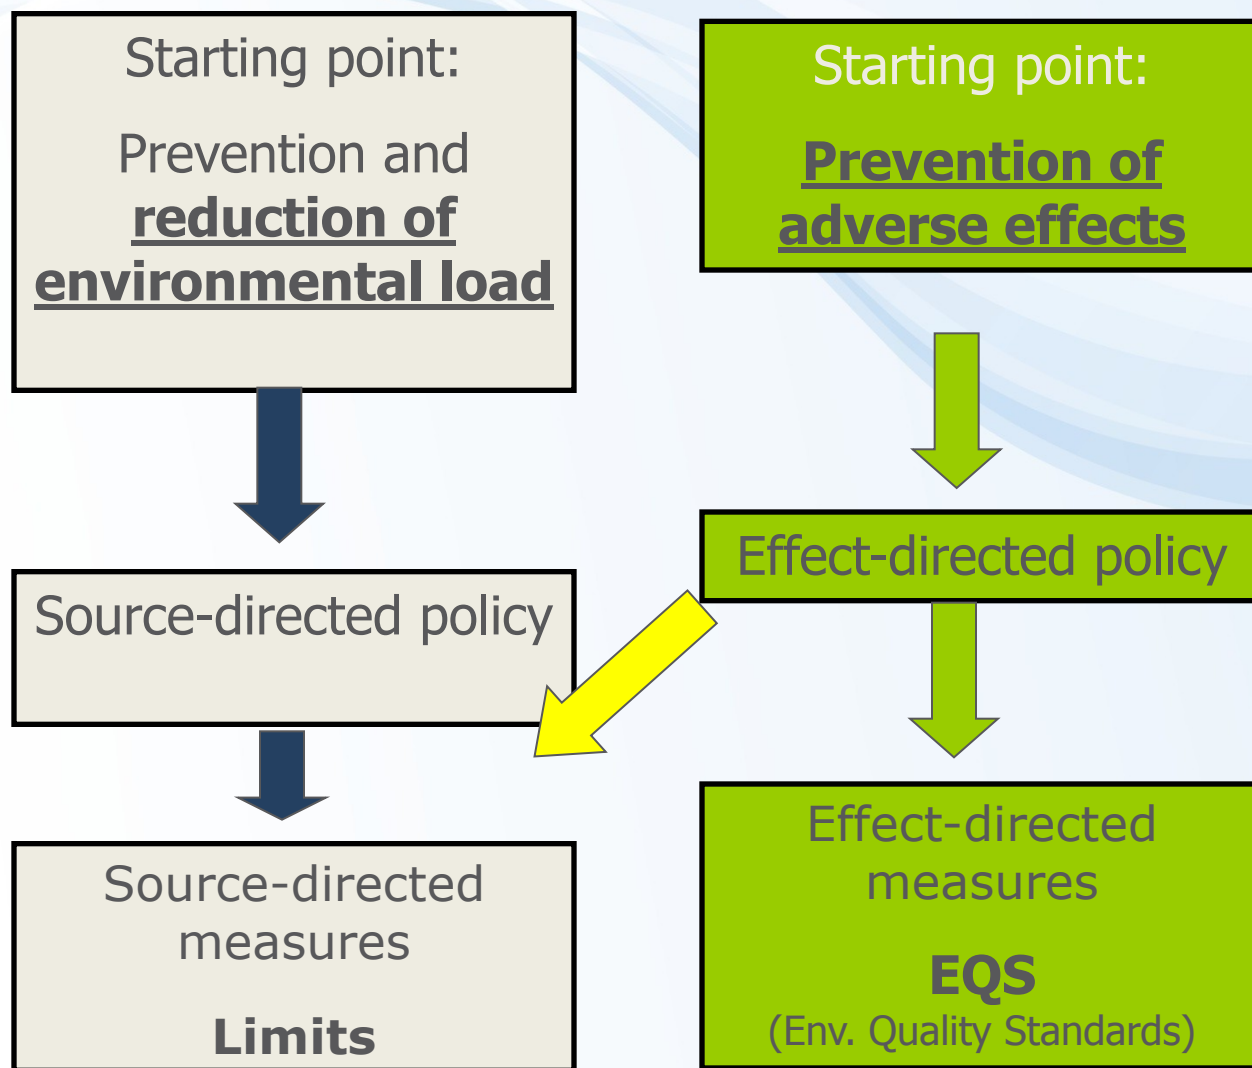 Starting point:
Prevention and
reduction of
environmental load
Source-directed policy
Source-directed
measures
Limits
Starting point:
Prevention of
adverse effects
Effect-directed policy
Effect-directed
measures
EQS
(Env. Quality Standards)